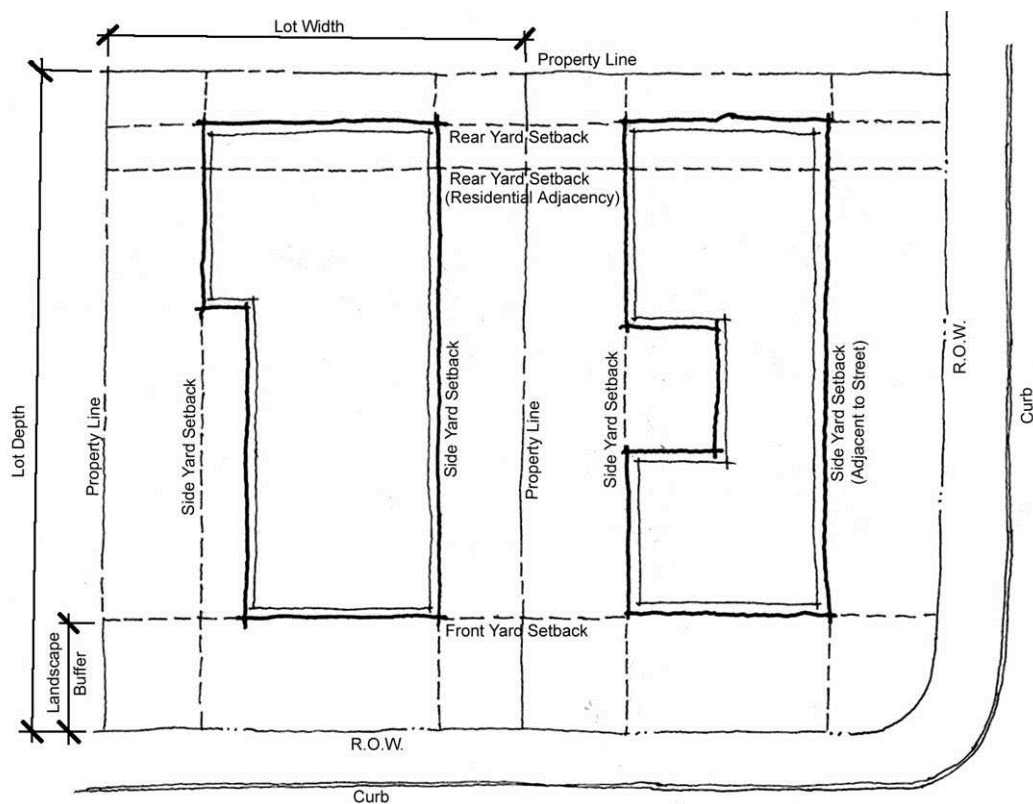 Lot Width
Property Line
Rear Yard Setback
Rear Yard Setback
(Residential Adjacency)
Lot Depth
Property Line
Side Yard Setback
Side Yard Setback
Property Line
Side Yard Setback
Side Yard Setback
(Adjacent to Street)
R.O.W.
Curb
Front Yard Setback
Landscape
Buffer
R.O.W.
Curb